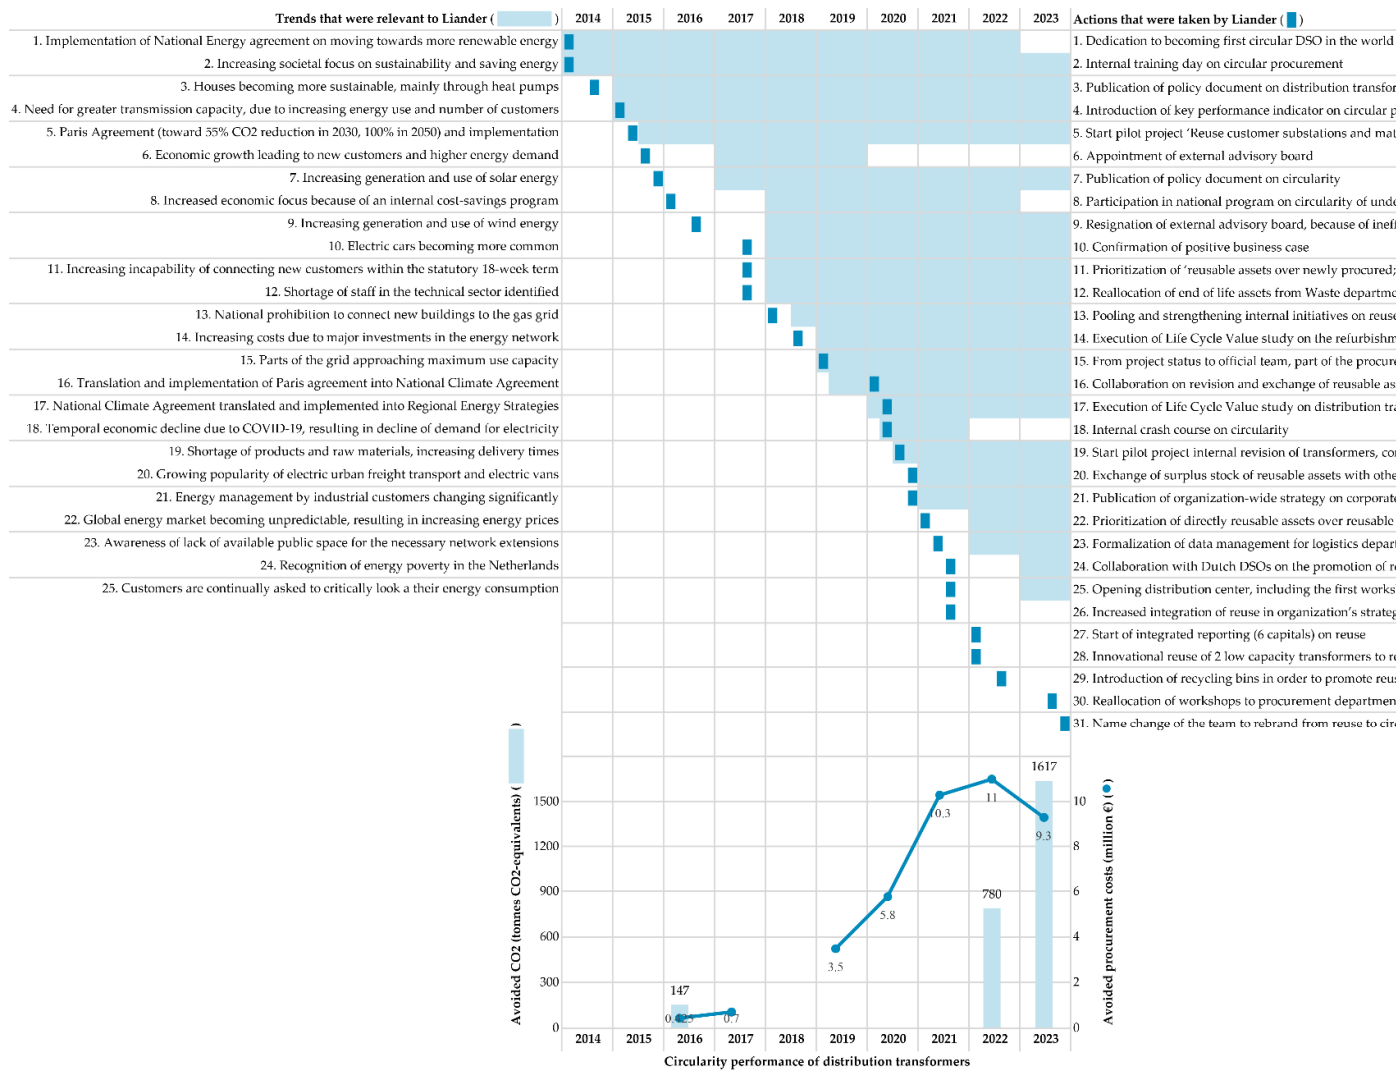 Trends that were relevant to Liander ( )
2014 2015 2016 2017 2018 2019 2020 2021 2022 2023
Actions that were taken by Liander ( )
1. Implementation of National Energy agreement on moving towards more renewable energy
2. Increasing societal focus on sustainability and saving energy
3. Houses becoming more sustainable, mainly through heat pumps
4. Need for greater transmission capacity, due to increasing energy use and number of customers
5. Paris Agreement (toward 55% CO2 reduction in 2030, 100% in 2050) and implementation
6. Economic growth leading to new customers and higher energy demand
7. Increasing generation and use of solar energy
8. Increased economic focus because of an internal cost-savings program
9. Increasing generation and use of wind energy
10. Electric cars becoming more common
11. Increasing incapability of connecting new customers within the statutory 18-week term
12. Shortage of staff in the technical sector identified
13. National prohibition to connect new buildings to the gas grid
14. Increasing costs due to major investments in the energy network
15. Parts of the grid approaching maximum use capacity
16. Translation and implementation of Paris agreement into National Climate Agreement
17. National Climate Agreement translated and implemented into Regional Energy Strategies
18. Temporal economic decline due to COVID-19, resulting in decline of demand for electricity
19. Shortage of products and raw materials, increasing delivery times
20. Growing popularity of electric urban freight transport and electric vans
21. Energy management by industrial customers changing significantly
22. Global energy market becoming unpredictable, resulting in increasing energy prices
23. Awareness of lack of available public space for the necessary network extensions
24. Recognition of energy poverty in the Netherlands
25. Customers are continually asked to critically look a their energy consumption
1. Dedication to becoming first circular DSO in the world
2. Internal training day on circular procurement
3. Publication of policy document on distribution transfor
4. Introduction of key performance indicator on circular p
5. Start pilot project ‘Reuse customer substations and mat
6. Appointment of external advisory board
7. Publication of policy document on circularity
8. Participation in national program on circularity of unde
9. Resignation of external advisory board, because of inef
10. Confirmation of positive business case
11. Prioritization of ‘reusable assets over newly procured;
12. Reallocation of end of life assets from Waste departme
13. Pooling and strengthening internal initiatives on reuse
14. Execution of Life Cycle Value study on the refurbishm
15. From project status to official team, part of the procure
16. Collaboration on revision and exchange of reusable as
17. Execution of Life Cycle Value study on distribution tra
18. Internal crash course on circularity
19. Start pilot project internal revision of transformers, co
20. Exchange of surplus stock of reusable assets with othe
21. Publication of organization-wide strategy on corporate
22. Prioritization of directly reusable assets over reusable
23. Formalization of data management for logistics depart
24. Collaboration with Dutch DSOs on the promotion of re
25. Opening distribution center, including the first works
26. Increased integration of reuse in organization’s strateg
27. Start of integrated reporting (6 capitals) on reuse
28. Innovational reuse of 2 low capacity transformers to re
29. Introduction of recycling bins in order to promote reus
30. Reallocation of workshops to procurement departmen
31. Name change of the team to rebrand from reuse to cir
Avoided CO2 (tonnes CO2-equivalents) ( )
1500
1200
900
600
300
0
147
780
1617
0.425
0.7
3.5
5.8
10.3
11
9.3
10
8
6
4
2
0
Avoided procurement costs (million €) ( )
2014 2015 2016 2017 2018 2019 2020 2021 2022 2023
Circularity performance of distribution transformers